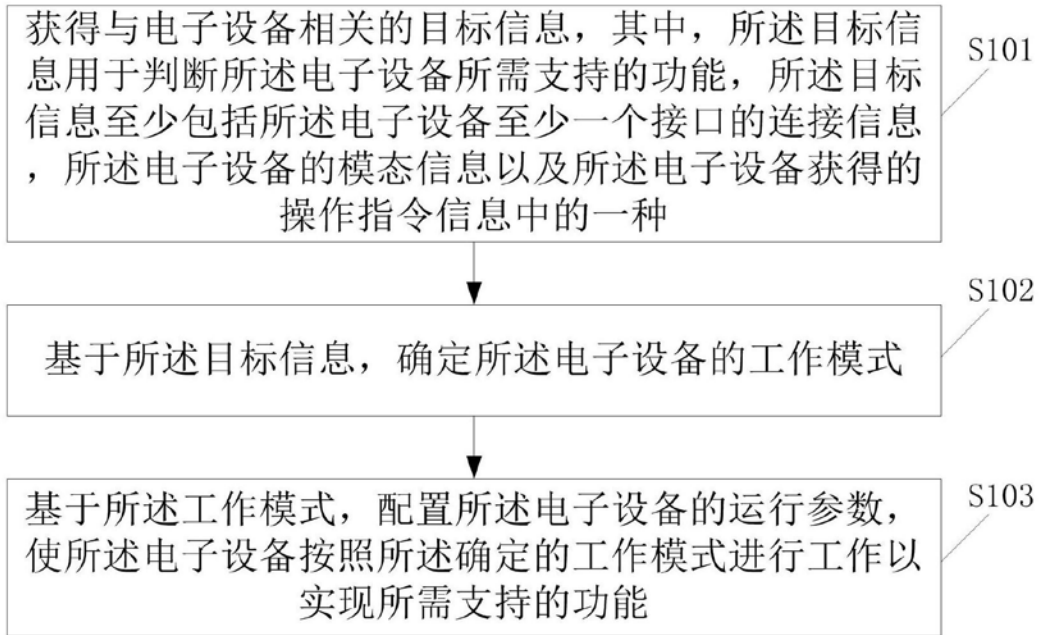 获得与电子设备相关的目标信息，其中，所述目标信
息用于判断所述电子设备所需支持的功能，所述目标
信息至少包括所述电子设备至少一个接口的连接信息
，所述电子设备的模态信息以及所述电子设备获得的
操作指令信息中的一种
S101
基于所述目标信息，确定所述电子设备的工作模式
S102
基于所述工作模式，配置所述电子设备的运行参数，
使所述电子设备按照所述确定的工作模式进行工作以
实现所需支持的功能
S103